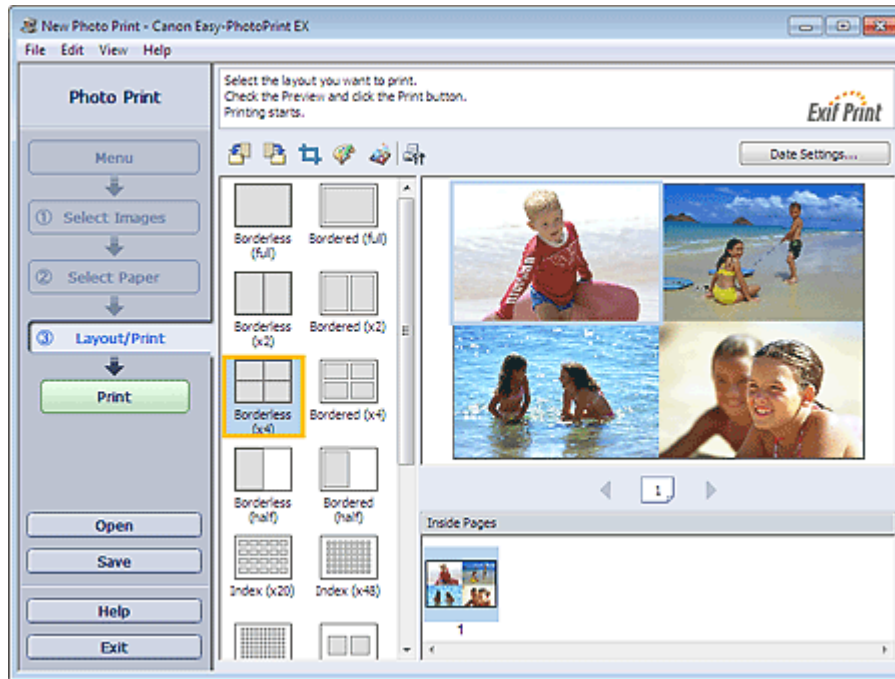 New Photo Print - Canon Easy-PhotoPrint EX
File Edit View Help
Photo Print
Select the layout you want to print.
Check the Preview and click the Print button.
Printing starts.
Exif Print
Menu
Date Settings...
① Select Images
② Select Paper
③ Layout/Print
Print
Open
Save
Help
Exit
Borderless
(full)
Bordered (full)
Borderless
(x2)
Bordered (x2)
Borderless
(x4)
Bordered (x4)
Borderless
(half)
Bordered
(half)
Index (x20)
Index (x48)
1
Inside Pages
1